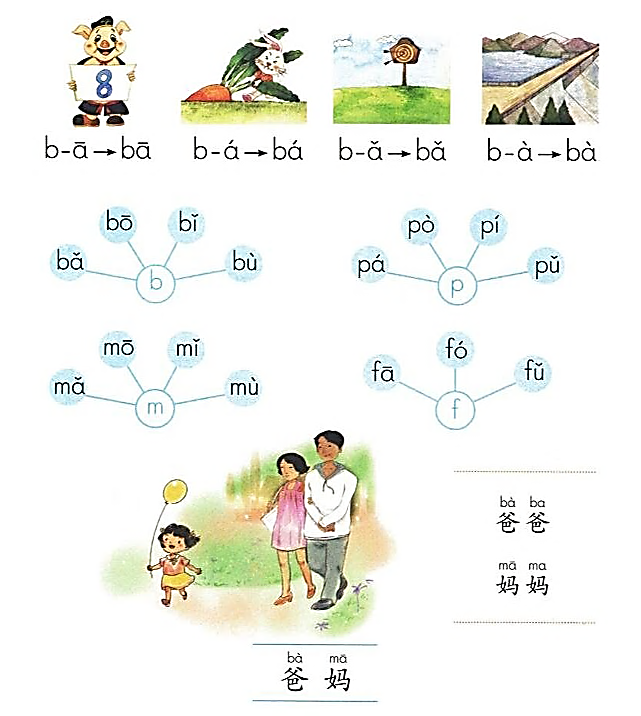 8
b-ā→bā b-á→bá b-ǎ→bǎ b-à→bà
bō bǐ pò pí
bǎ bù pá pǔ
b p
mō mǐ fó
mǎ mù fā fǔ
m f
bà ba
爸爸
mā ma
妈妈
bà mā
爸 妈